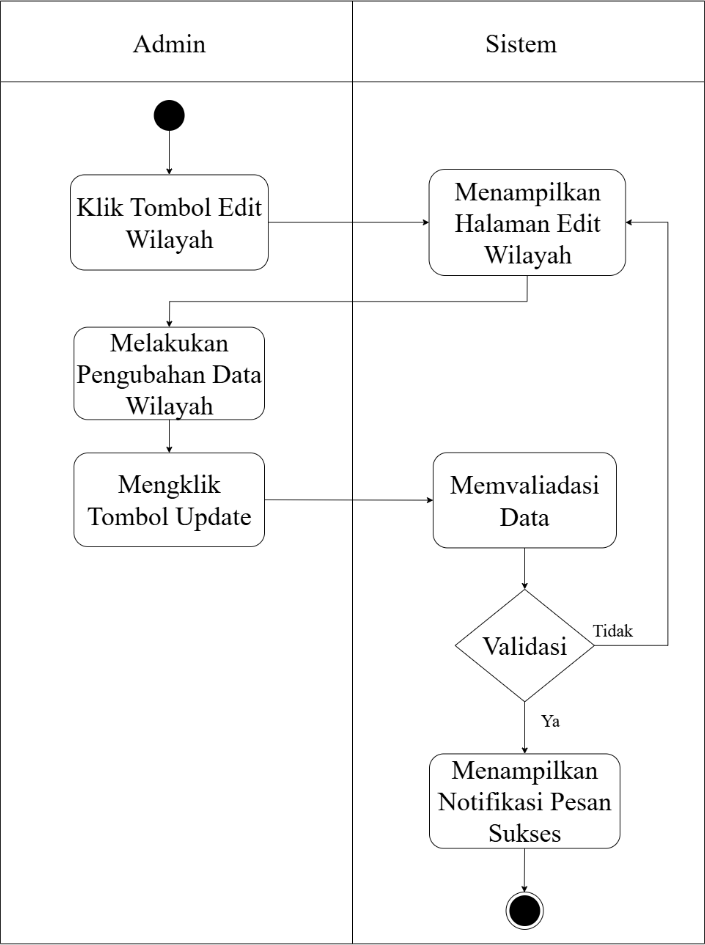 Admin
Sistem
Klik Tombol Edit
Wilayah
Menampilkan
Halaman Edit
Wilayah
Melakukan
Pengubahan Data
Wilayah
Mengklik
Tombol Update
Memvaliadasi
Data
Validasi
Tidak
Ya
Menampilkan
Notifikasi Pesan
Sukses